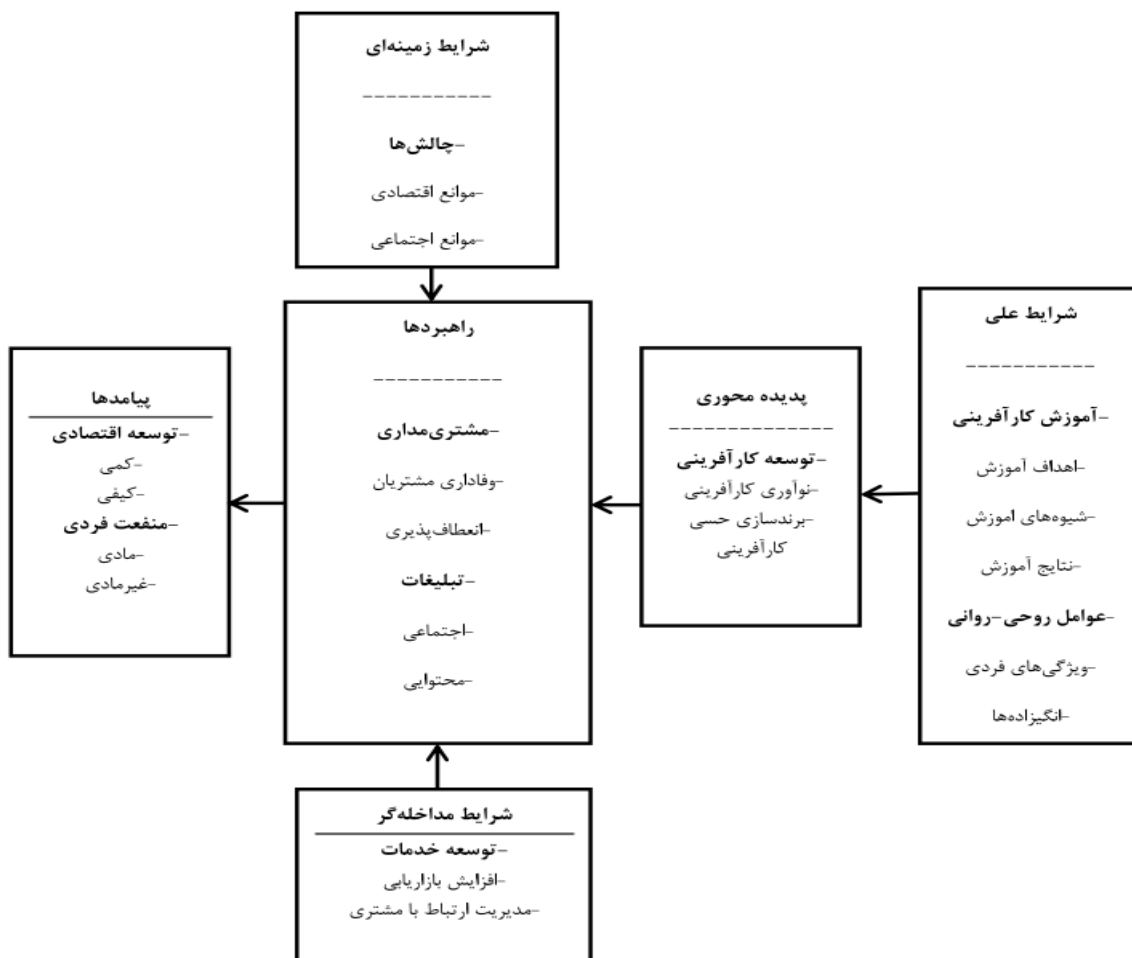 شرایط زمینه‌ای
-----------
-چالش‌ها
-موانع اقتصادی
-موانع اجتماعی
شرایط علی
-----------
-آموزش کارآفرینی
-اهداف آموزش
-شیوه‌های اموزش
-نتایج آموزش
-عوامل روحی-روانی
-ویژگی‌های فردی
-انگیزاده‌ها
پدیده محوری
--------------
-توسعه کارآفرینی
-نوآوری کارآفرینی
-برندسازی حسی
کارآفرینی
راهبردها
-----------
-مشتری‌مداری
-وفاداری مشتریان
-انعطاف‌پذیری
-تبلیغات
-اجتماعی
-محتوایی
پیامدها
-توسعه اقتصادی
-کمی
-کیفی
-منفعت فردی
-مادی
-غیرمادی
شرایط مداخله‌گر
-توسعه خدمات
-افزایش بازاریابی
-مدیریت ارتباط با مشتری